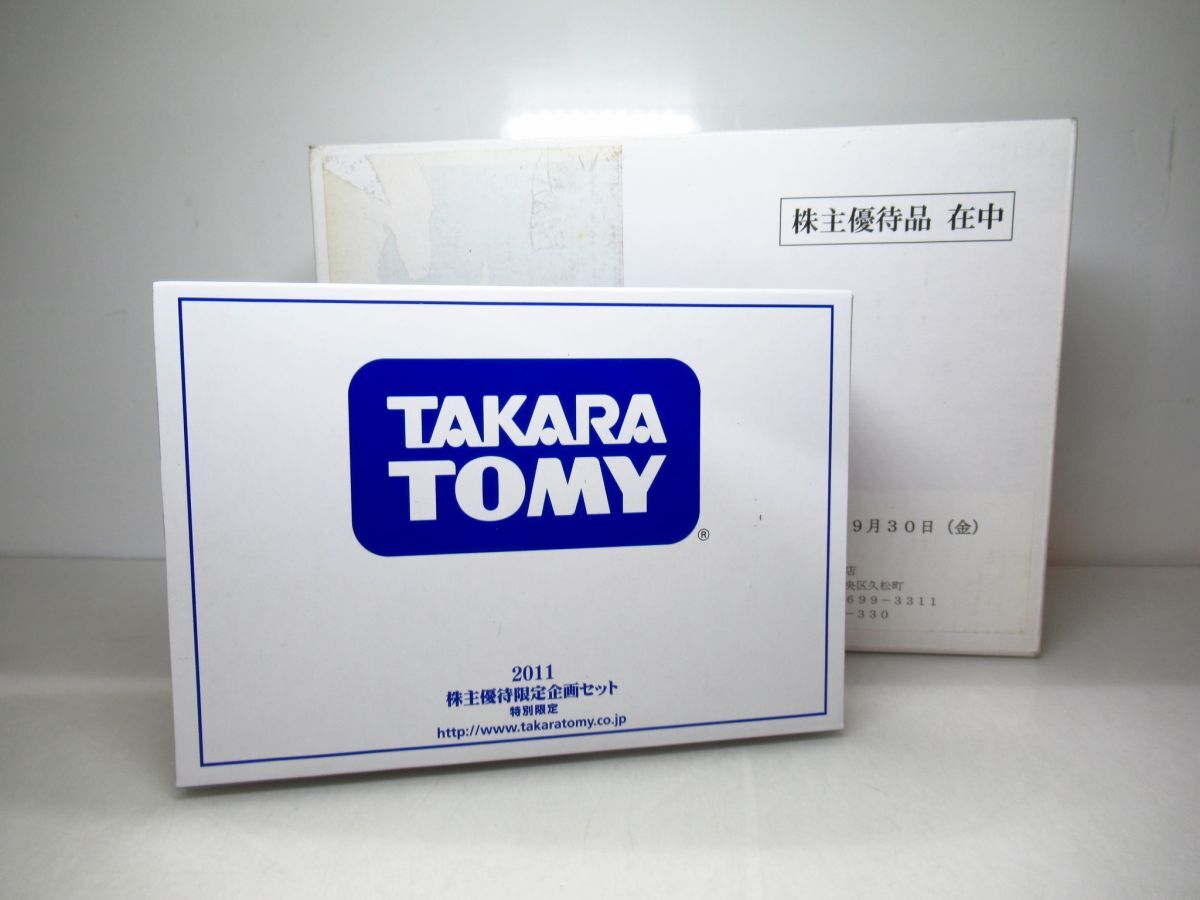 株主優待品 在中
TAKARA
TOMY
®
2011
株主優待限定企画セット
特別限定
http://www.takaratomy.co.jp
9月30日（金）
店
央区久松町
699-3311
-330